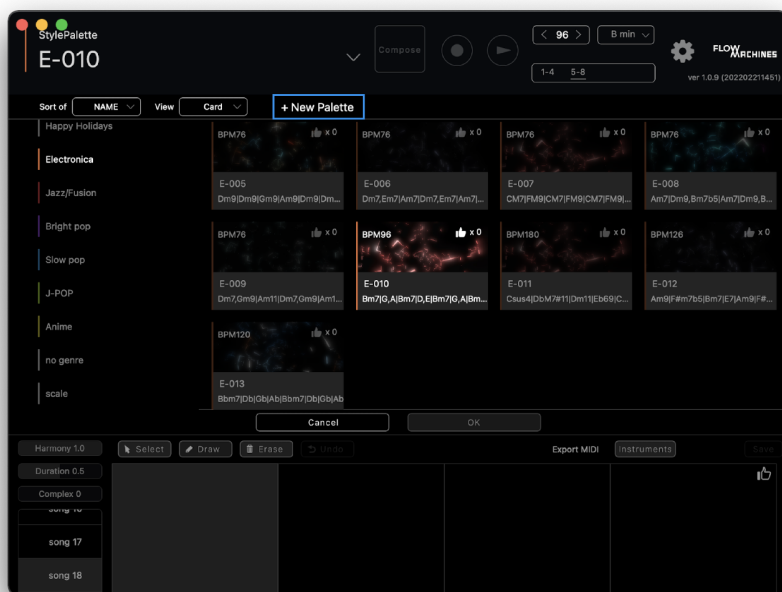 StylePalette
E-010
Compose
96
B min
1-4 5-8
FLOW MACHINES
ver 1.0.9 (202202211451)
Sort of NAME View Card + New Palette
Happy Holidays
Electronica
Jazz/Fusion
Bright pop
Slow pop
J-POP
Anime
no genre
scale
BPM76 x 0
E-005
Dm9|Dm9|Gm9|Am9|Dm9|Dm...
BPM76 x 0
E-006
Dm7,Em7|Am7|Dm7,Em7|Am7|...
BPM76 x 0
E-007
CM7|FM9|CM7|FM9|CM7|FM9|...
BPM76 x 0
E-008
Am7|Dm9,Bm7b5|Am7|Dm9,B...
BPM76 x 0
E-009
Dm7,Gm9|Am11|Dm7,Gm9|Am1...
BPM96 x 0
E-010
Bm7|G,A|Bm7|D,E|Bm7|G,A|Bm...
BPM180 x 0
E-011
Csus4|DbM7#11|Dm11|Eb69|C...
BPM126 x 0
E-012
Am9|F#m7b5|Bm7|E7|Am9|F#...
BPM120 x 0
E-013
Bbm7|Db|Gb|Ab|Bbm7|Db|Gb|Ab
Cancel OK
Harmony 1.0 Select Draw Erase Undo Export MIDI Instruments Save
Duration 0.5
Complex 0
song 16
song 17
song 18